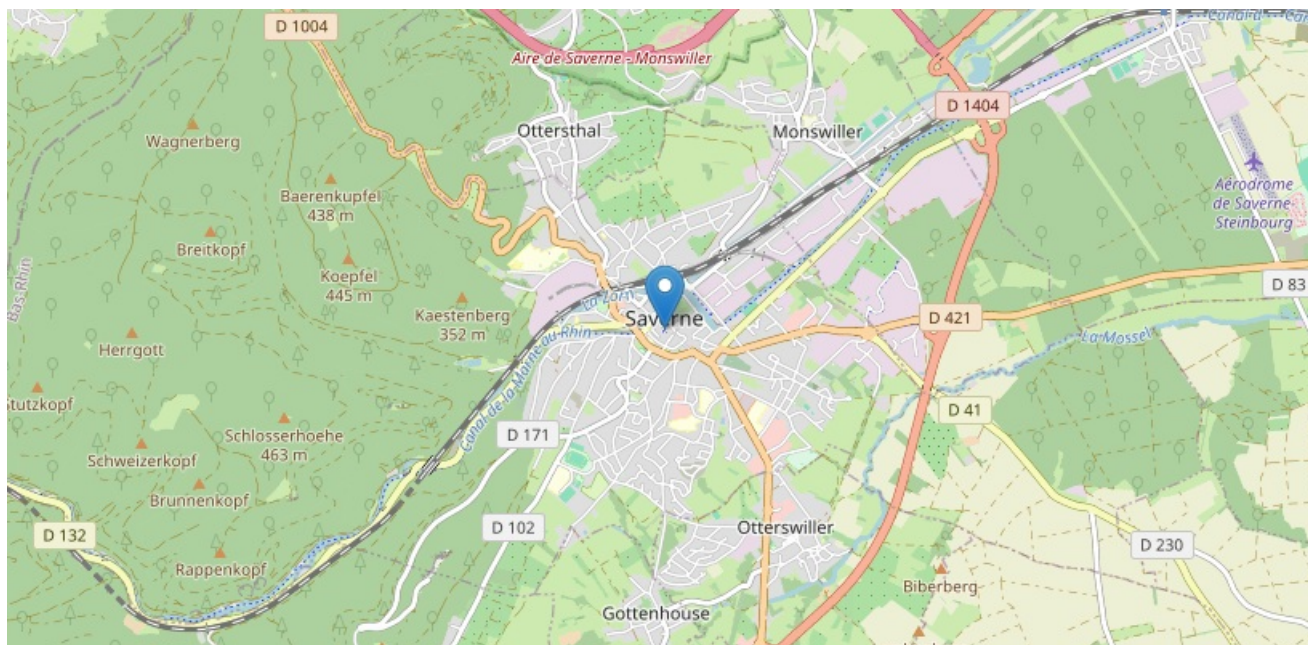 D 1004
Canal d
Aire de Saverne - Monswiller
D 1404
Ottersthal
Monswiller
Wagnerberg
Baerenkupfel
438 m
Aérodrome
de Saverne-
Steinbourg
Breitkopf
Koepfel
445 m
Bas-Rhin
La Zorn
D 83
Kaestenberg
352 m
Saverne
D 421
La Mossel
Herrgott
Canal de la Marne au Rhin
Stutzkopf
D 41
Schlosserhoehe
463 m
D 171
Schweizerkopf
Brunnenkopf
D 132
D 102
Otterswiller
D 230
Rappenkopf
Biberberg
Gottenhouse